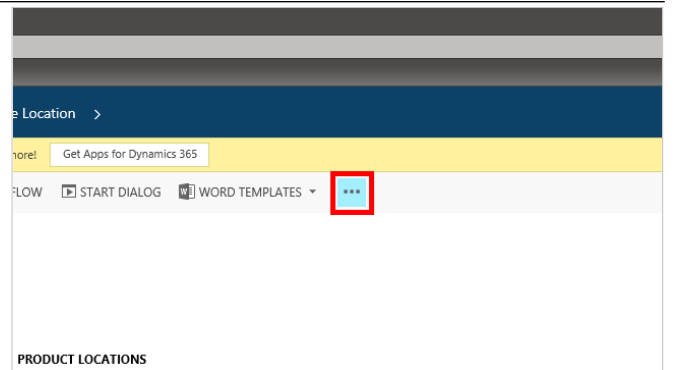 e Location >
nore! Get Apps for Dynamics 365
FLOW START DIALOG WORD TEMPLATES ...
PRODUCT LOCATIONS